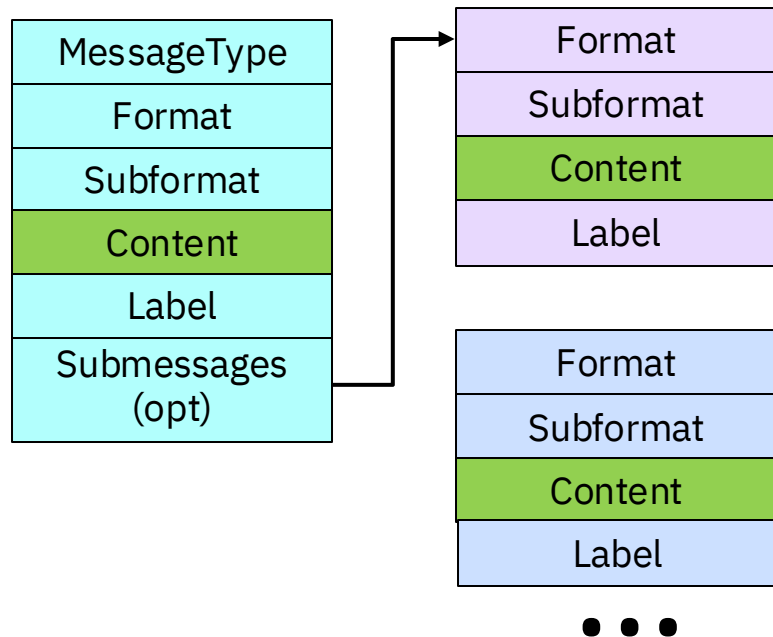 MessageType
Format
Subformat
Content
Label
Submessages
(opt)
Format
Subformat
Content
Label
Format
Subformat
Content
Label
• • •